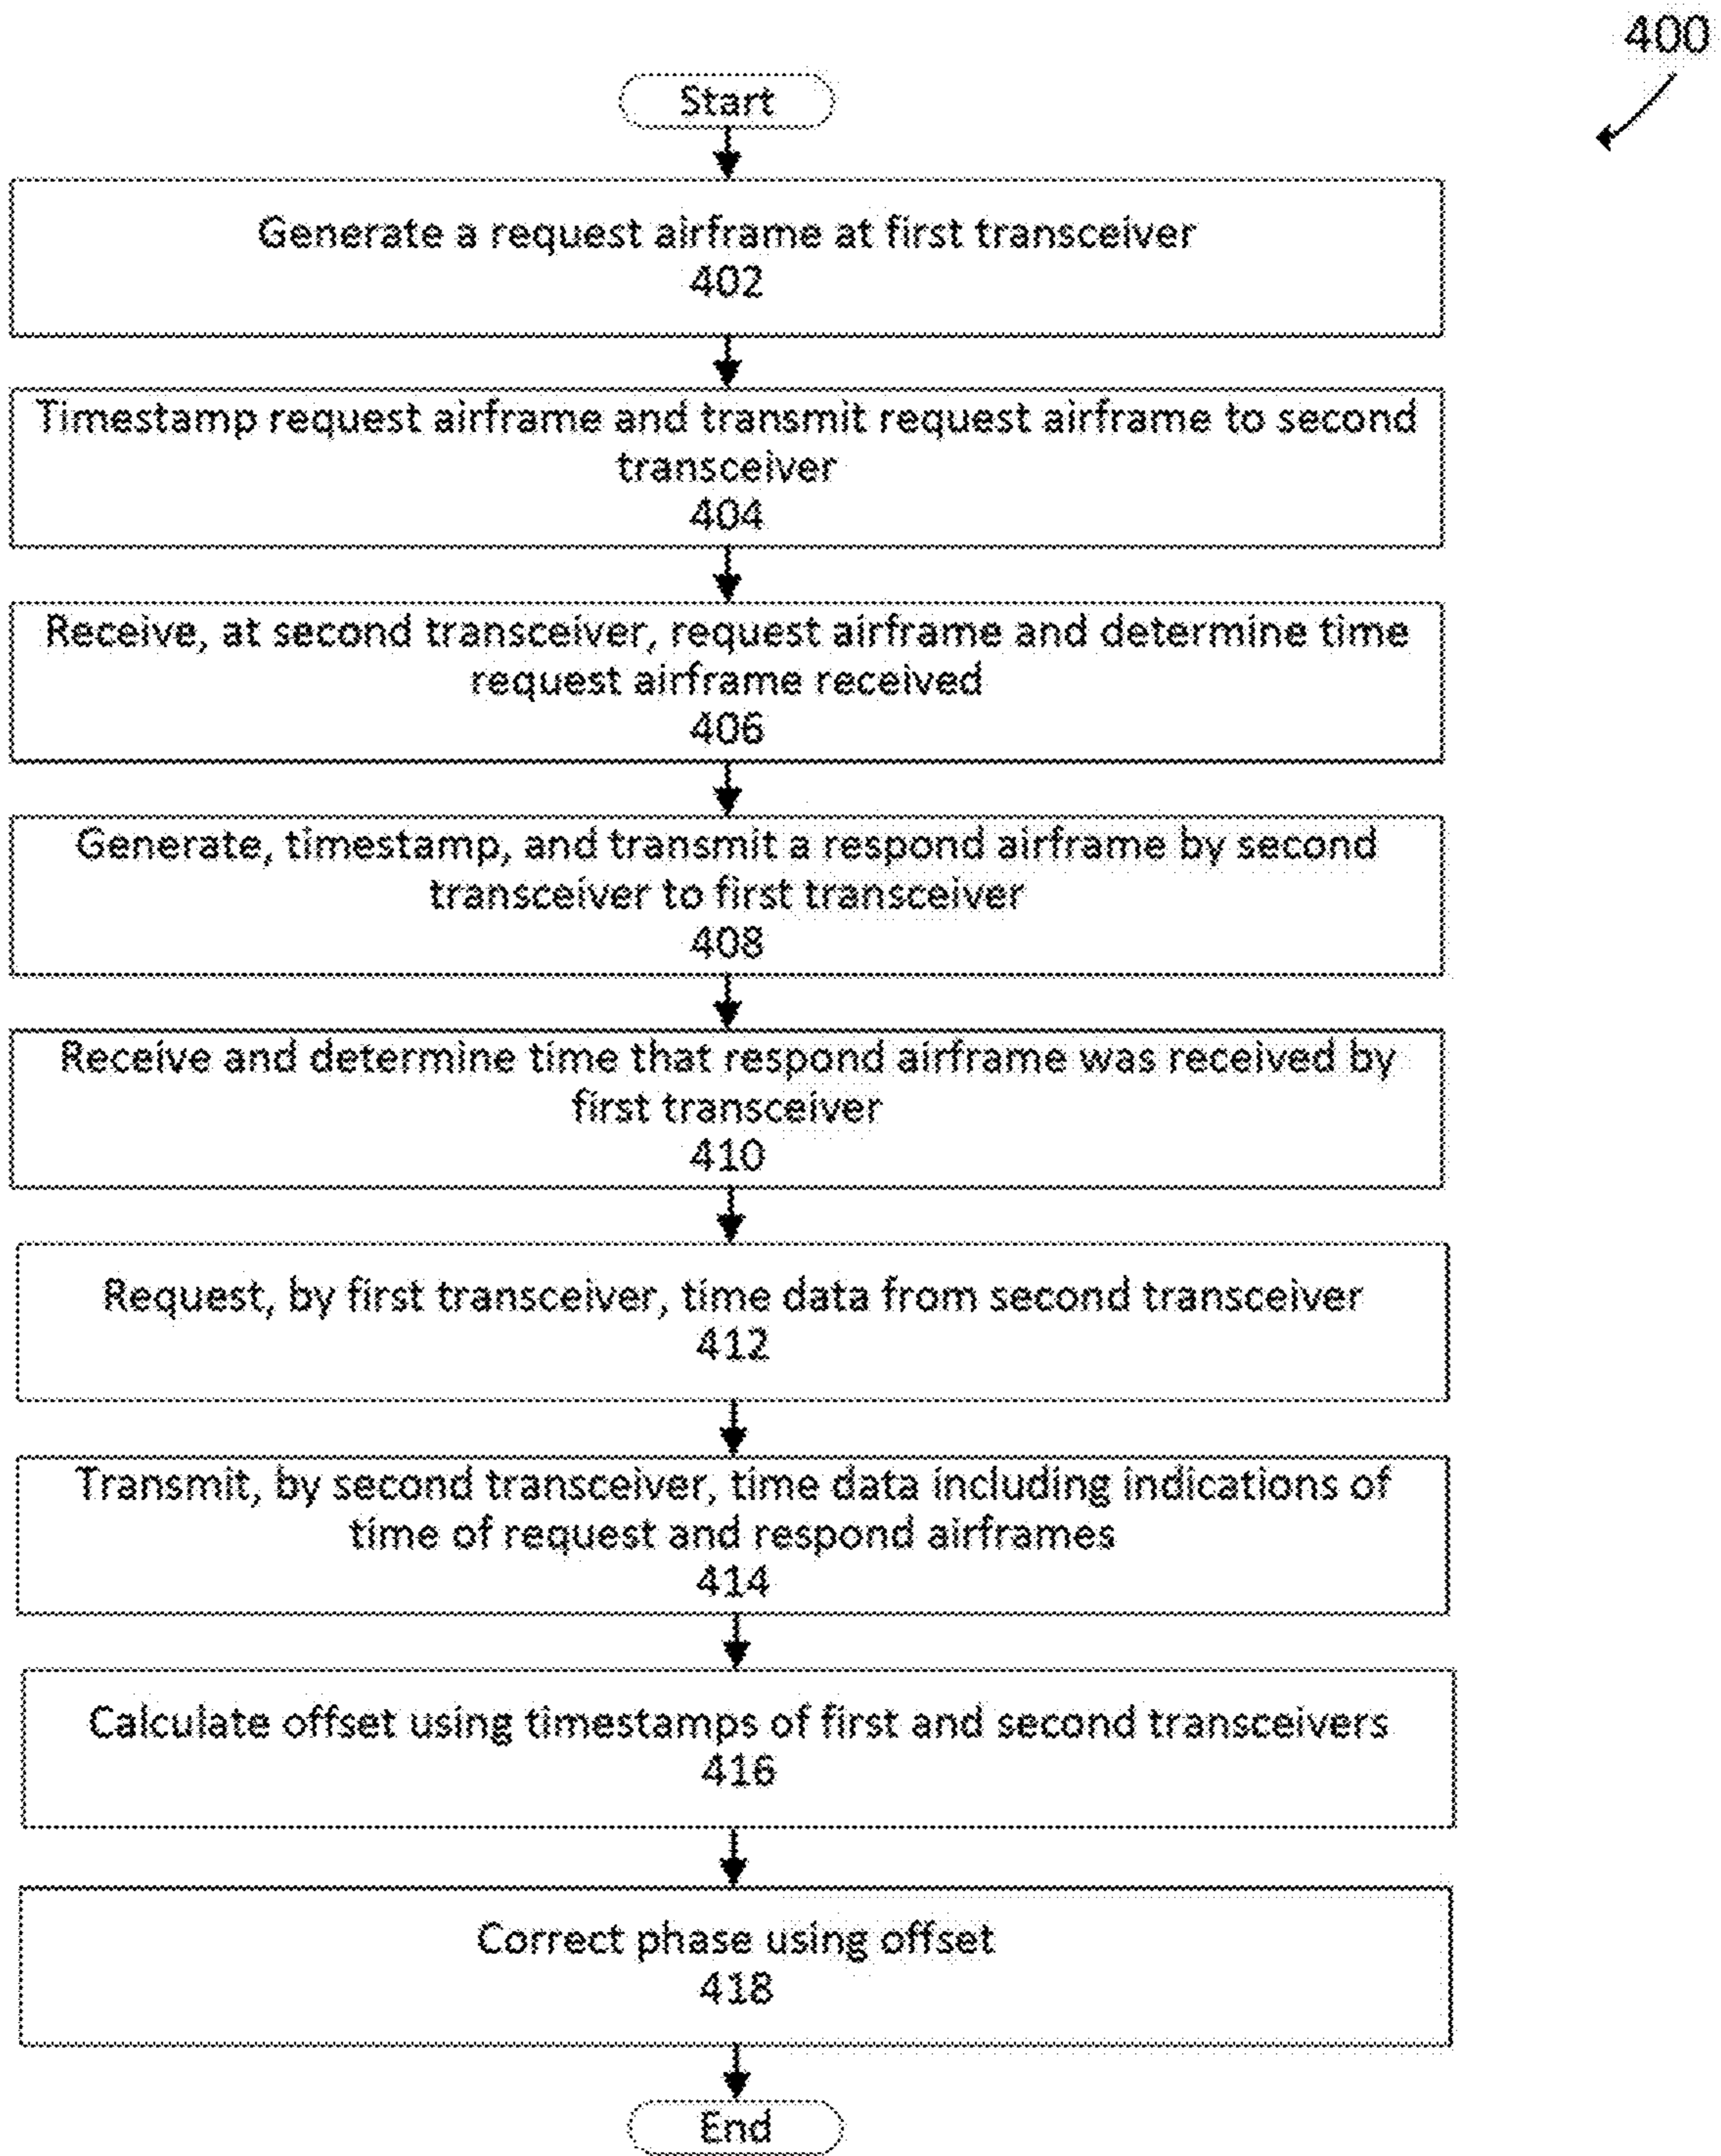 400
Start
Generate a request airframe at first transceiver
402
Timestamp request airframe and transmit request airframe to second
transceiver
404
Receive, at second transceiver, request airframe and determine time
request airframe received
406
Generate, timestamp, and transmit a respond airframe by second
transceiver to first transceiver
408
Receive and determine time that respond airframe was received by
first transceiver
410
Request, by first transceiver, time data from second transceiver
412
Transmit, by second transceiver, time data including indications of
time of request and respond airframes
414
Calculate offset using timestamps of first and second transceivers
416
Correct phase using offset
418
End